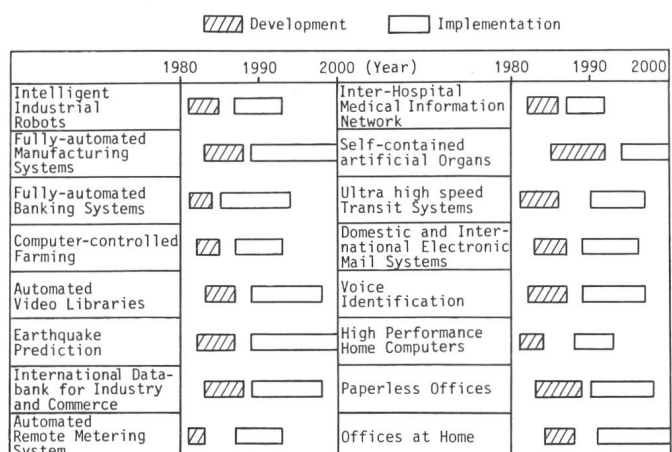 Development Implementation
1980 1990 2000 (Year) 1980 1990 2000
Intelligent
Industrial
Robots
Fully-automated
Manufacturing
Systems
Fully-automated
Banking Systems
Computer-controlled
Farming
Automated
Video Libraries
Earthquake
Prediction
International Data-
bank for Industry
and Commerce
Automated
Remote Metering
System
Inter-Hospital
Medical Information
Network
Self-contained
artificial Organs
Ultra high speed
Transit Systems
Domestic and Inter-
national Electronic
Mail Systems
Voice
Identification
High Performance
Home Computers
Paperless Offices
Offices at Home